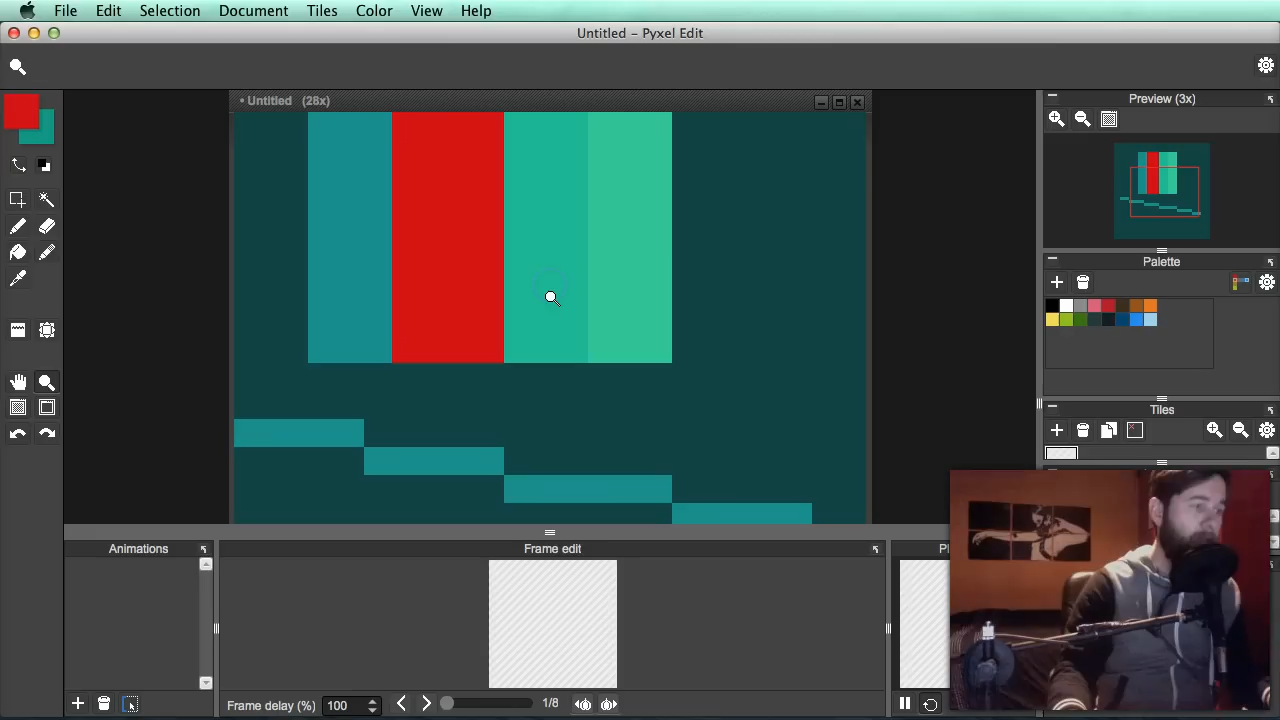 File Edit Selection Document Tiles Color View Help
Untitled – Pyxel Edit
• Untitled (28x)
Preview (3x)
Palette
Tiles
Animations
Frame edit
Frame delay (%) 100
1/8